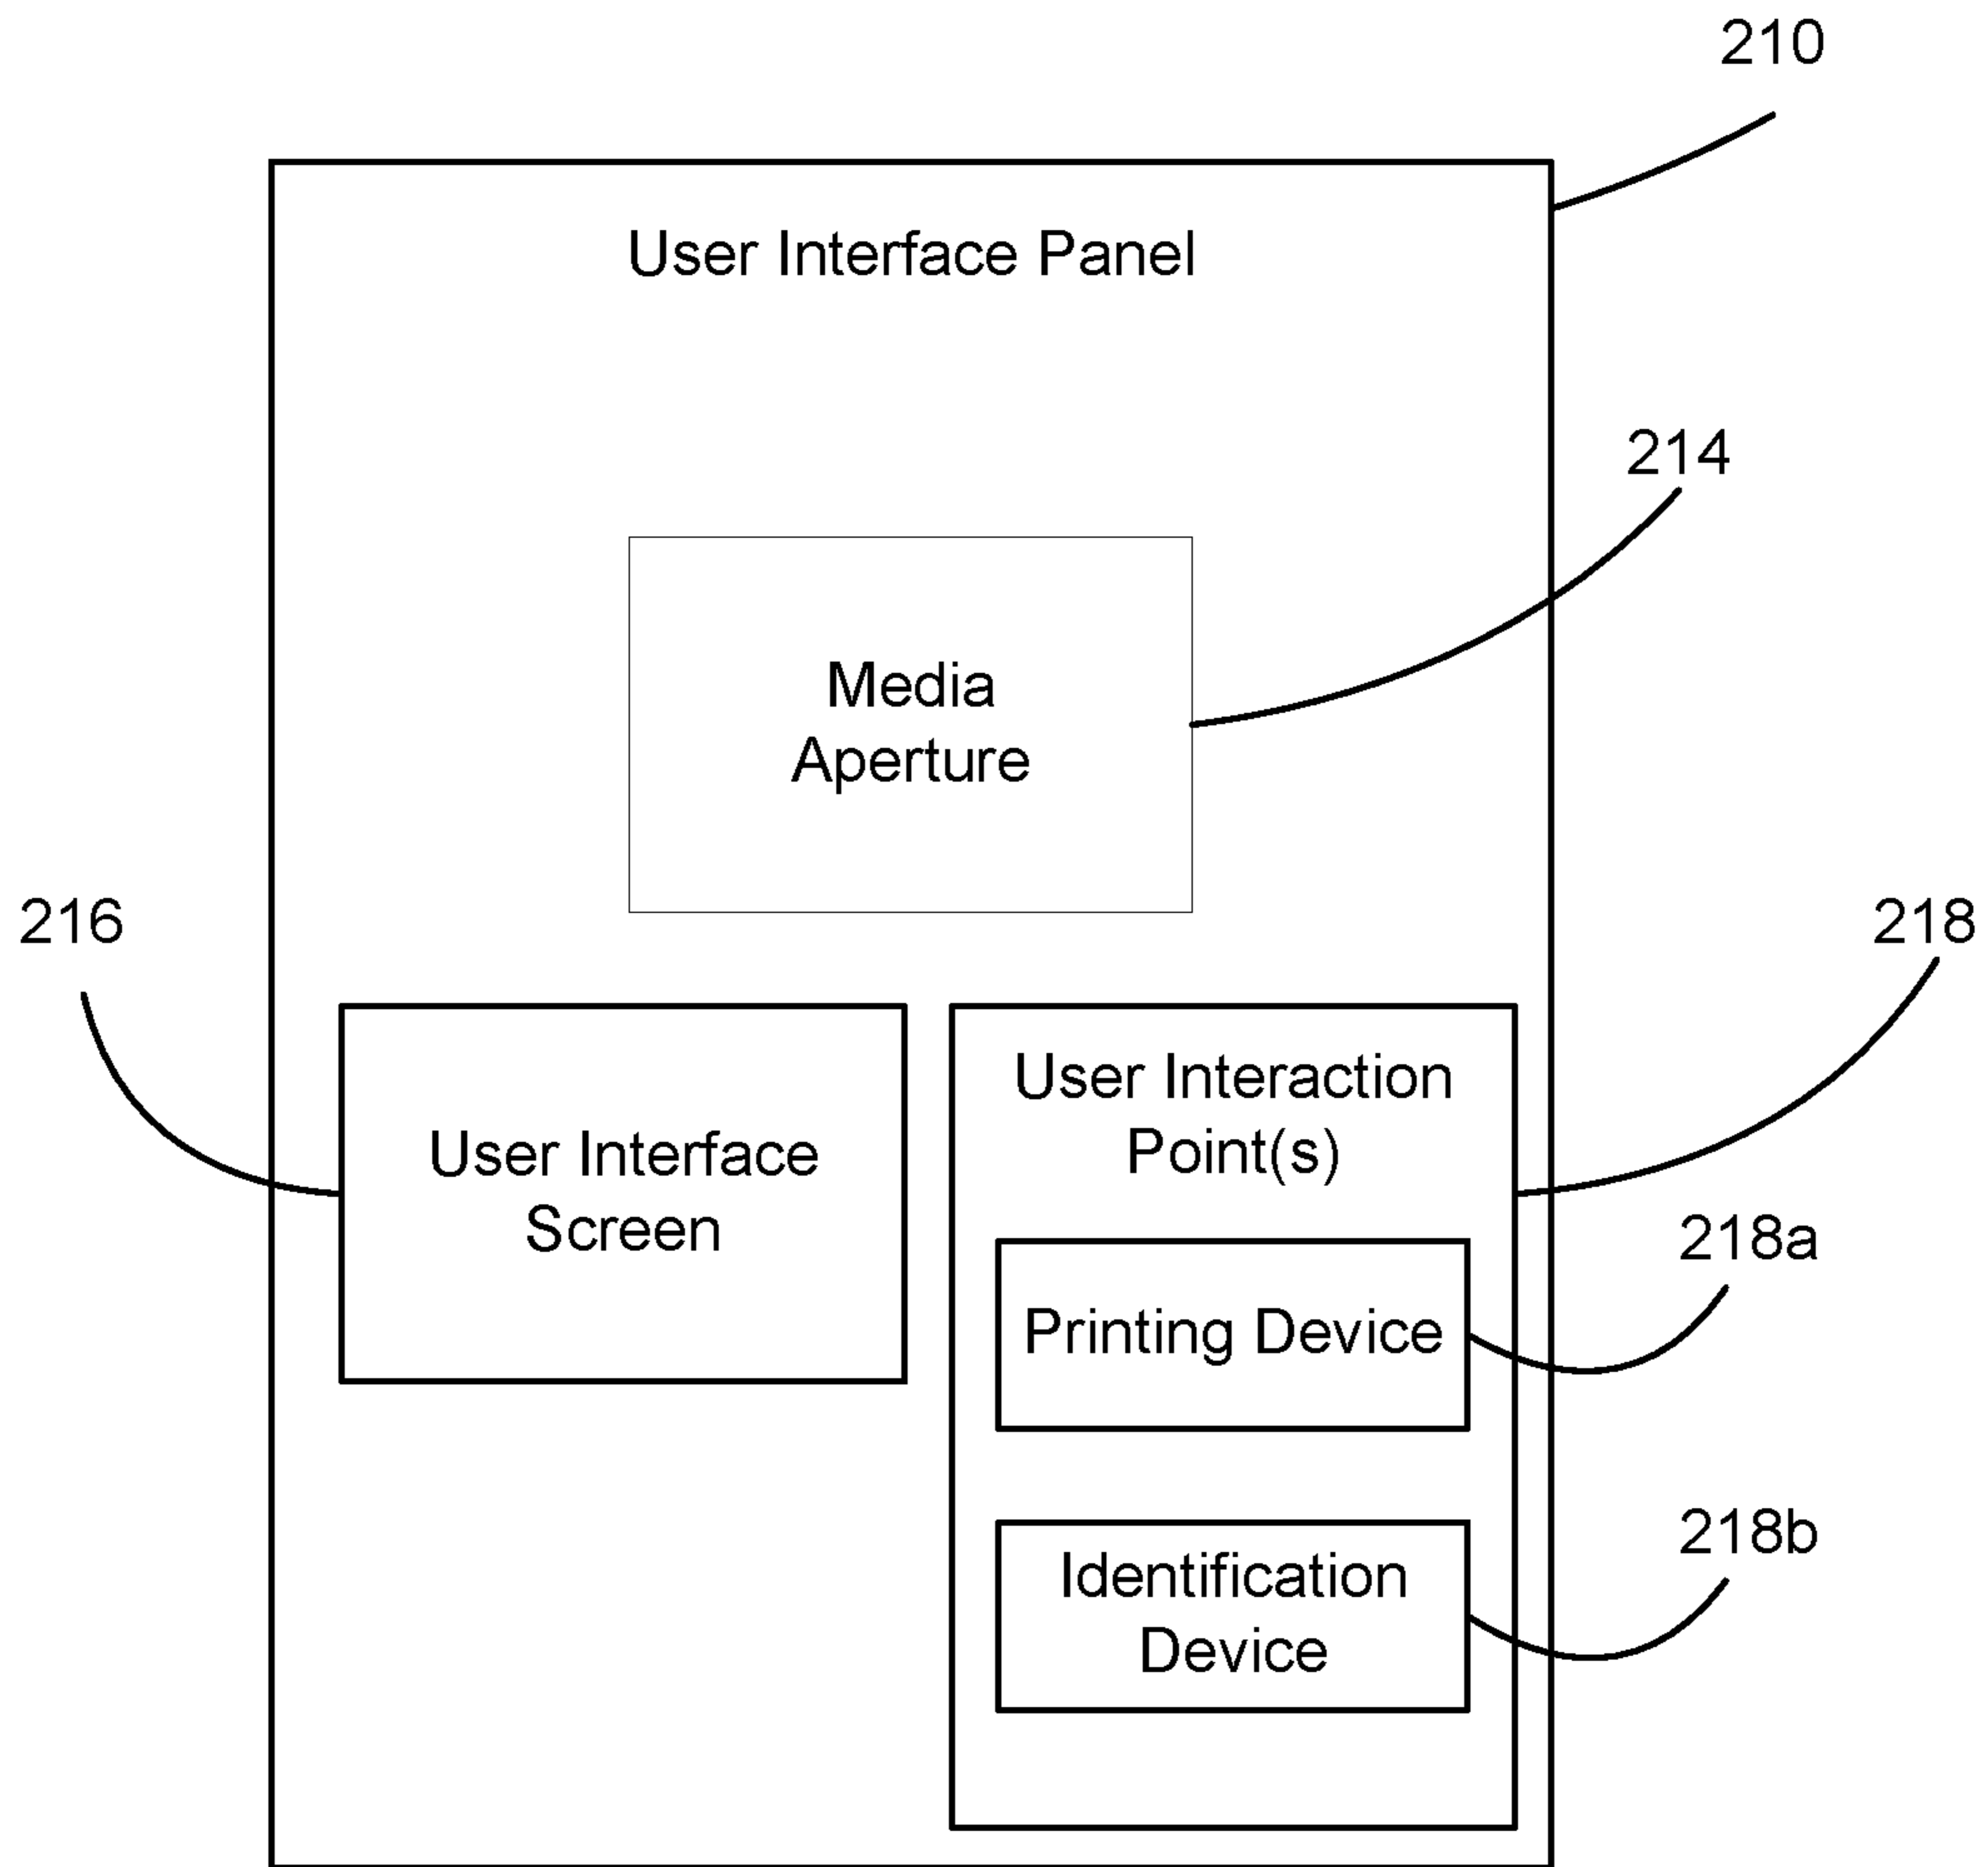 210
User Interface Panel
214
Media
Aperture
216
218
User Interface
Screen
User Interaction
Point(s)
218a
Printing Device
218b
Identification
Device